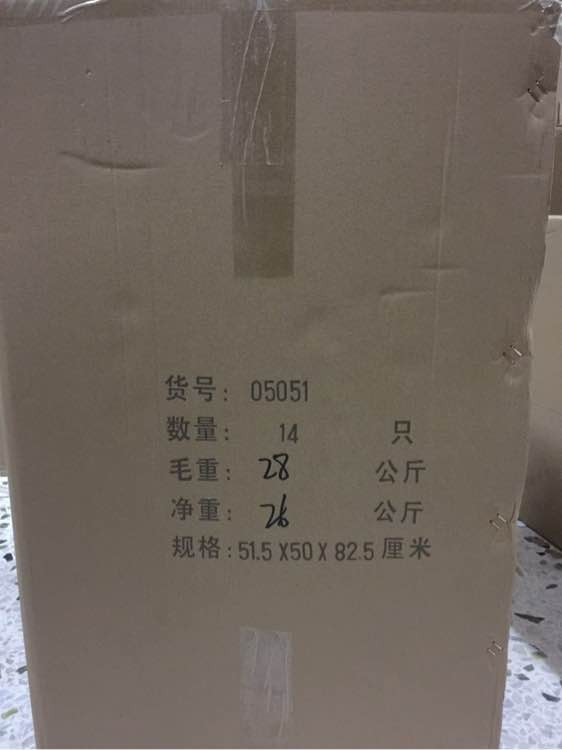 货号: 05051
数量: 14 只
毛重: 28 公斤
净重: 26 公斤
规格:51.5 X50 X 82.5 厘米